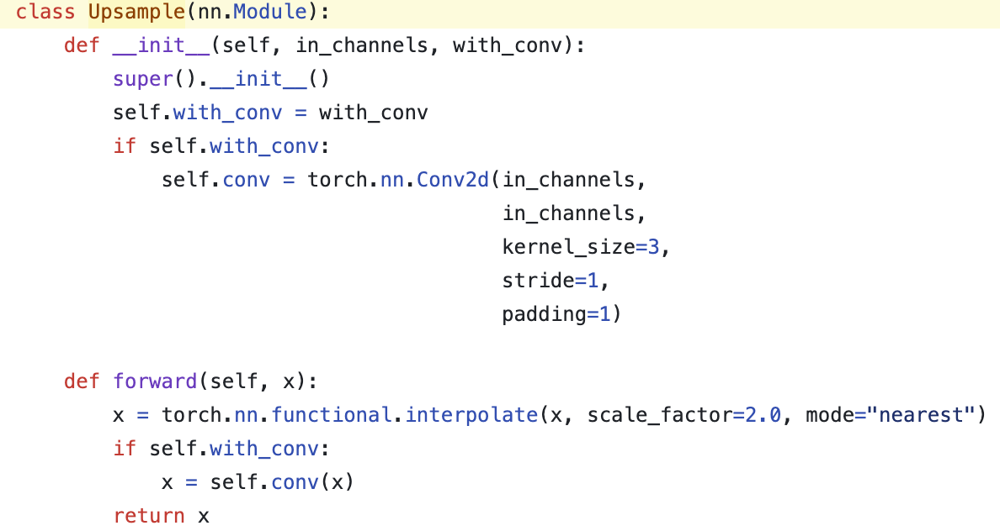 class Upsample(nn.Module):
    def __init__(self, in_channels, with_conv):
        super().__init__()
        self.with_conv = with_conv
        if self.with_conv:
            self.conv = torch.nn.Conv2d(in_channels,
                                        in_channels,
                                        kernel_size=3,
                                        stride=1,
                                        padding=1)

    def forward(self, x):
        x = torch.nn.functional.interpolate(x, scale_factor=2.0, mode="nearest")
        if self.with_conv:
            x = self.conv(x)
        return x